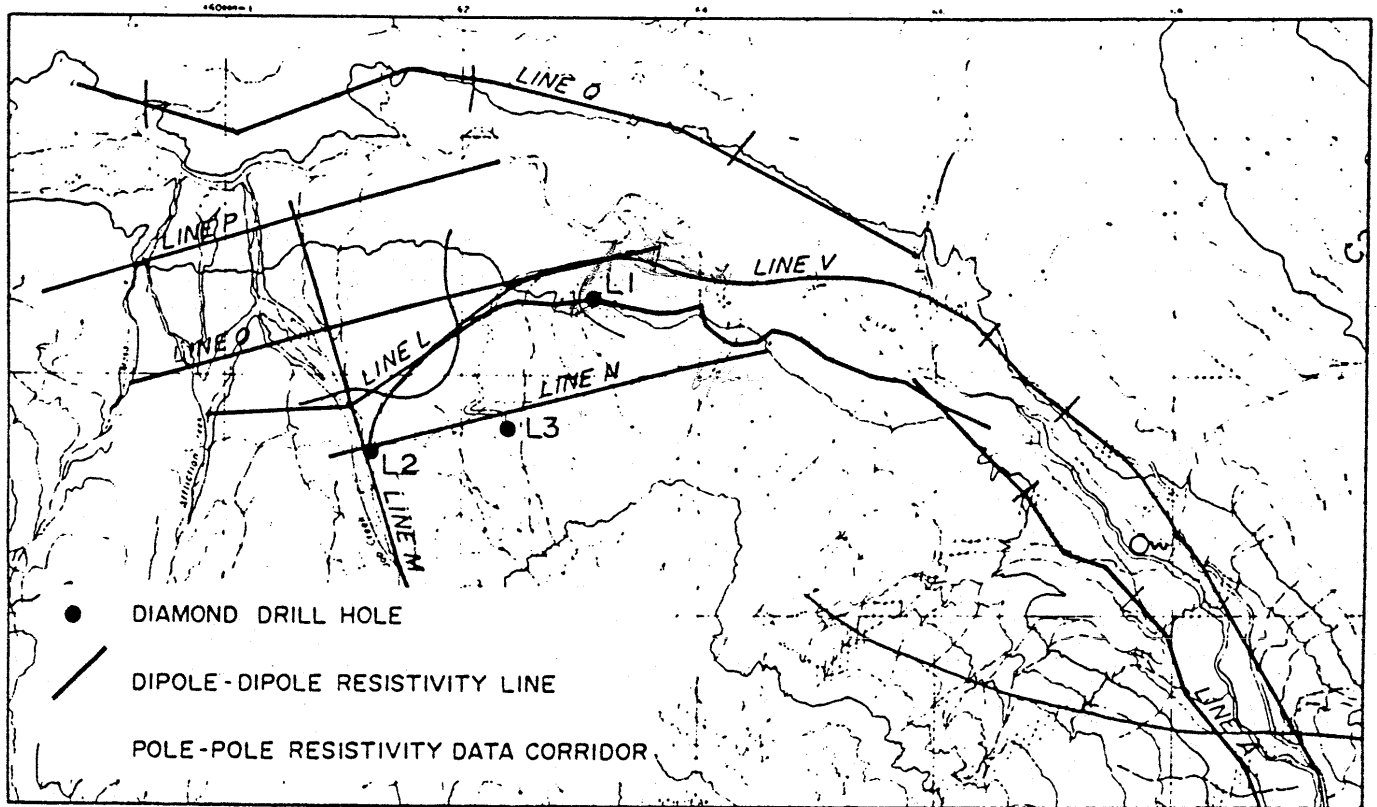 62
LINE Q
LINE P
LINE V
L1
LINE O
LINE L
LINE N
L3
L2
LINE M
LINE A
DIAMOND DRILL HOLE
DIPOLE-DIPOLE RESISTIVITY LINE
POLE-POLE RESISTIVITY DATA CORRIDOR